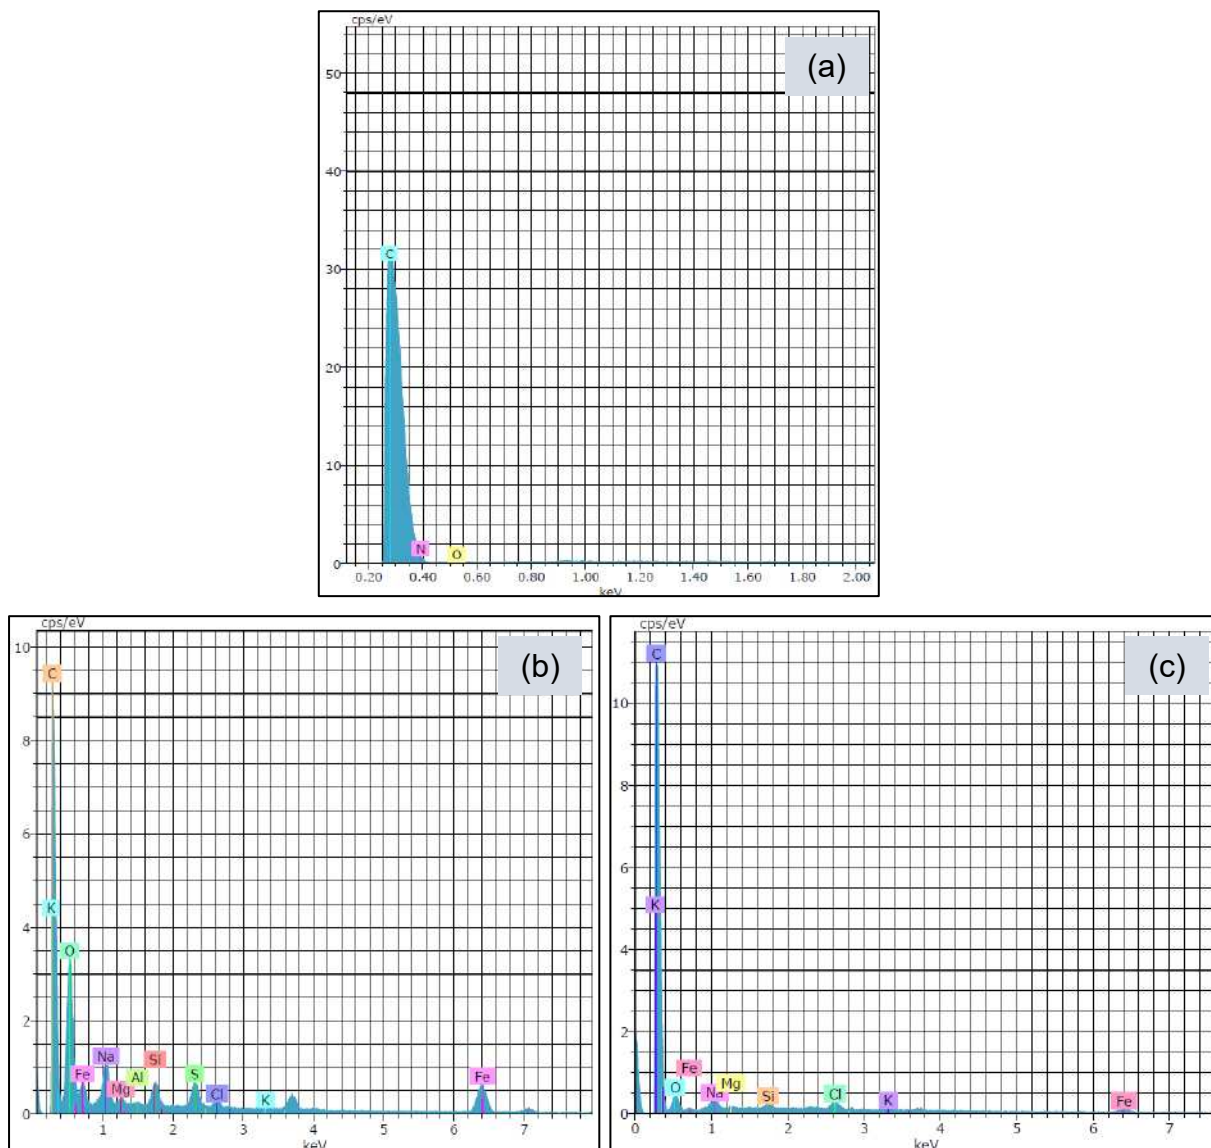 cps/eV
(a)
50
40
30
C
20
10
N
O
0
0.20 0.40 0.60 0.80 1.00 1.20 1.40 1.60 1.80 2.00
keV
cps/eV
(b)
10
C
8
6
K
4
O
2
Fe Na Mg Al Si S Cl K Fe
0
1 2 3 4 5 6 7
keV
cps/eV
(c)
C
10
8
6
K
4
2
O Fe Na Mg Si Cl K Fe
0
0 1 2 3 4 5 6 7
keV